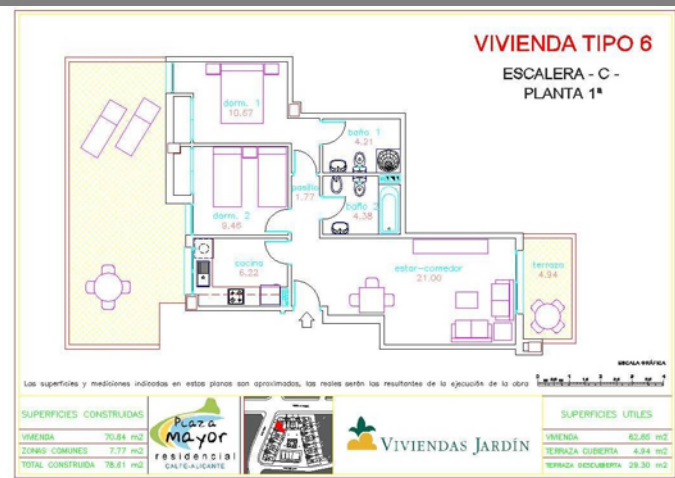 VIVIENDA TIPO 6
ESCALERA - C -
PLANTA 1ª
dorm. 1
10.67
baño 1
4.21
pasillo
1.77
baño 2
4.38
dorm. 2
9.46
cocina
6.22
estar-comedor
21.00
terraza
4.94
ESCALA GRÁFICA
Las superficies y mediciones indicadas en estos planos son aproximadas, las reales serán las resultantes de la ejecución de la obra
SUPERFICIES CONSTRUIDAS
VIVIENDA 70.84 m2
ZONAS COMUNES 7.77 m2
TOTAL CONSTRUIDA 78.61 m2
Plaza
Mayor
residencial
CALPE-ALICANTE
VIVIENDAS JARDÍN
SUPERFICIES UTILES
VIVIENDA 62.65 m2
TERRAZA CUBIERTA 4.94 m2
TERRAZA DESCUBIERTA 28.30 m2